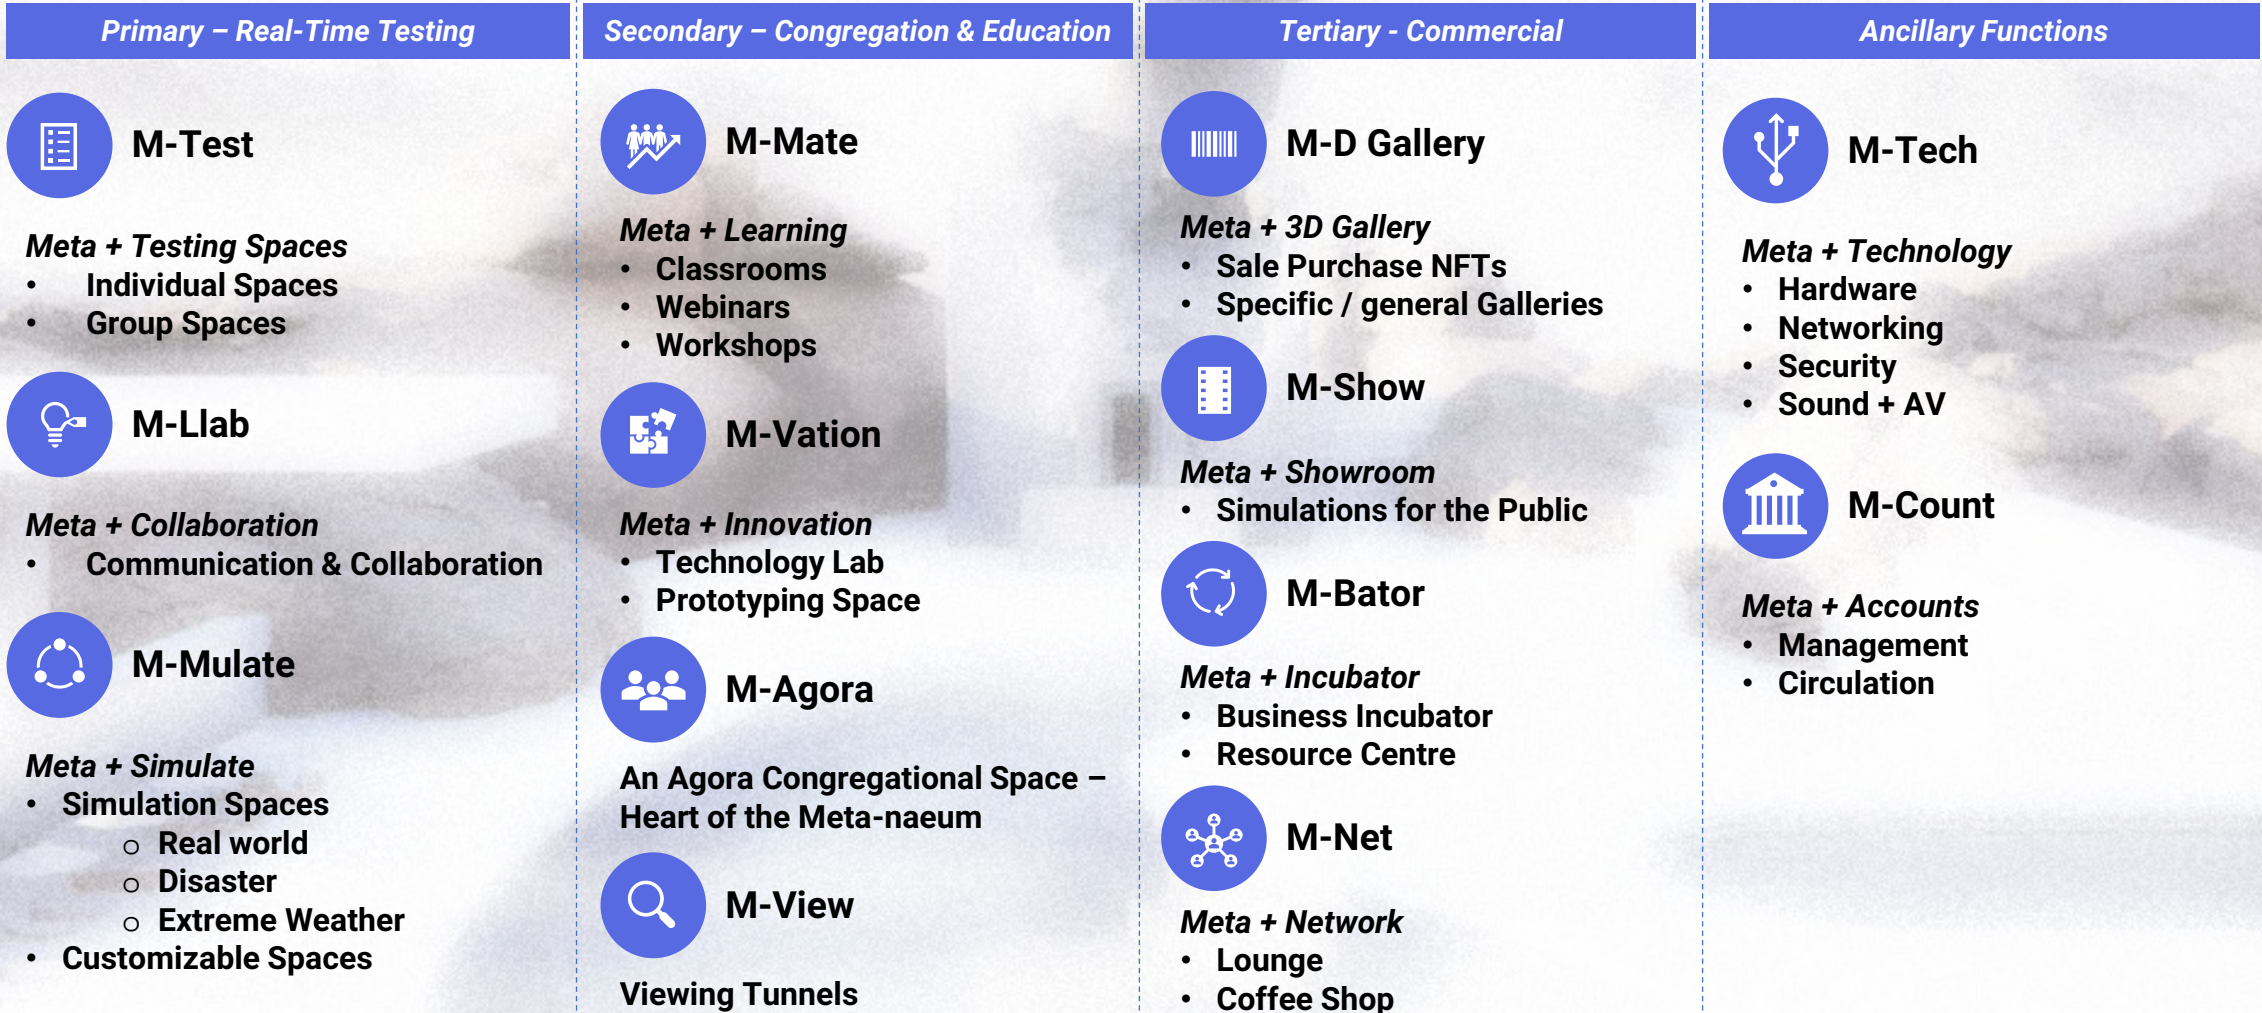 Primary – Real-Time Testing
M-Test
Meta + Testing Spaces
• Individual Spaces
• Group Spaces
M-Llab
Meta + Collaboration
• Communication & Collaboration
M-Mulate
Meta + Simulate
• Simulation Spaces
o Real world
o Disaster
o Extreme Weather
• Customizable Spaces
Secondary – Congregation & Education
M-Mate
Meta + Learning
• Classrooms
• Webinars
• Workshops
M-Vation
Meta + Innovation
• Technology Lab
• Prototyping Space
M-Agora
An Agora Congregational Space –
Heart of the Meta-naeum
M-View
Viewing Tunnels
Tertiary - Commercial
M-D Gallery
Meta + 3D Gallery
• Sale Purchase NFTs
• Specific / general Galleries
M-Show
Meta + Showroom
• Simulations for the Public
M-Bator
Meta + Incubator
• Business Incubator
• Resource Centre
M-Net
Meta + Network
• Lounge
• Coffee Shop
Ancillary Functions
M-Tech
Meta + Technology
• Hardware
• Networking
• Security
• Sound + AV
M-Count
Meta + Accounts
• Management
• Circulation